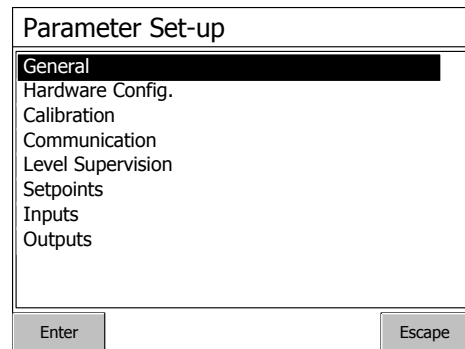 Parameter Set-up
General
Hardware Config.
Calibration
Communication
Level Supervision
Setpoints
Inputs
Outputs
Enter
Escape